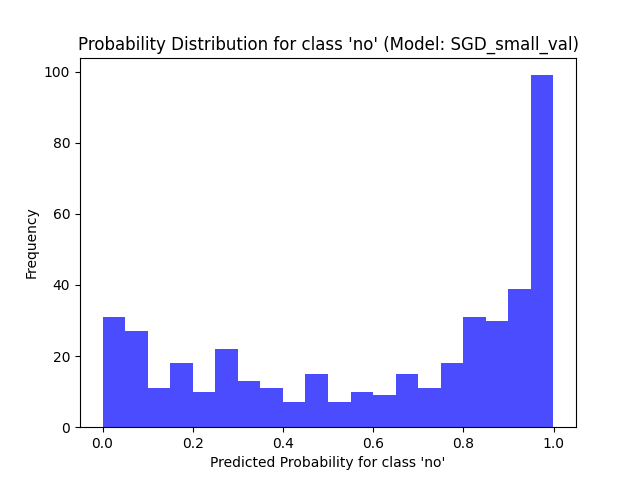 Probability Distribution for class 'no' (Model: SGD_small_val)
100
80
60
40
20
0
Frequency
0.0 0.2 0.4 0.6 0.8 1.0
Predicted Probability for class 'no'